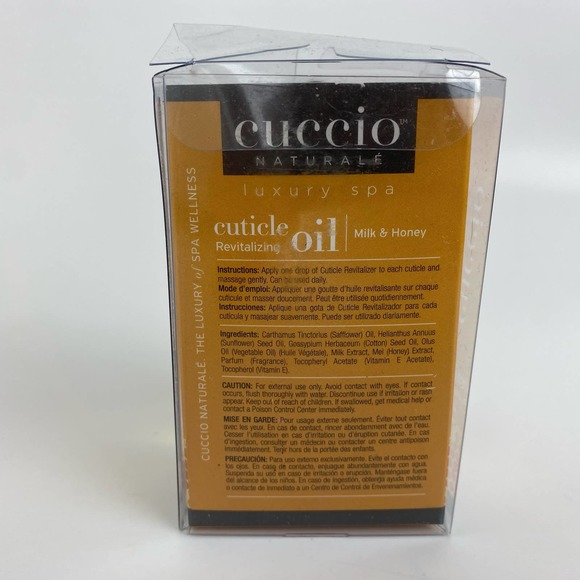 cuccio™
NATURALÉ
luxury spa
cuticle
Revitalizing
oil
Milk & Honey
Instructions: Apply one drop of Cuticle Revitalizer to each cuticle and
massage gently. Can be used daily.
Mode d'emploi: Appliquer une goutte d'huile revitalisante sur chaque
cuticule et masser doucement. Peut être utilisée quotidiennement.
Instrucciones: Aplique una gota de Cuticle Revitalizador para cada
cuticula y masajear suavemente. Puede ser utilizado diariamente.
Ingredients: Carthamus Tinctorius (Safflower) Oil, Helianthus Annuus
(Sunflower) Seed Oil, Gossypium Herbaceum (Cotton) Seed Oil, Olus
Oil (Vegetable Oil) (Huile Végétale), Milk Extract, Mel (Honey) Extract,
Parfum (Fragrance), Tocopheryl Acetate (Vitamin E Acetate),
Tocopherol (Vitamin E).
CAUTION: For external use only. Avoid contact with eyes. If contact
occurs, flush thoroughly with water. Discontinue use if irritation or rash
appear. Keep out of reach of children. If swallowed, get medical help or
contact a Poison Control Center immediately.
MISE EN GARDE: Pour usage externe seulement. Éviter tout contact
avec les yeux. En cas de contact, rincer abondamment avec de l'eau.
Cesser l'utilisation en cas d'irritation ou d'éruption cutanée. En cas
d'ingestion, consulter un médecin ou contacter un centre antipoison
immédiatement. Tenir hors de la portée des enfants.
PRECAUCIÓN: Para uso externo exclusivamente. Evite el contacto con
los ojos. En caso de contacto, enjuague abundantemente con agua.
Suspenda su uso en caso de irritación o erupción. Manténgase fuera
del alcance de los niños. En caso de ingestión, obtenga ayuda médica
o contacte de inmediato a un Centro de Control de Envenenamientos.
CUCCIO NATURALÉ. THE LUXURY of SPA WELLNESS